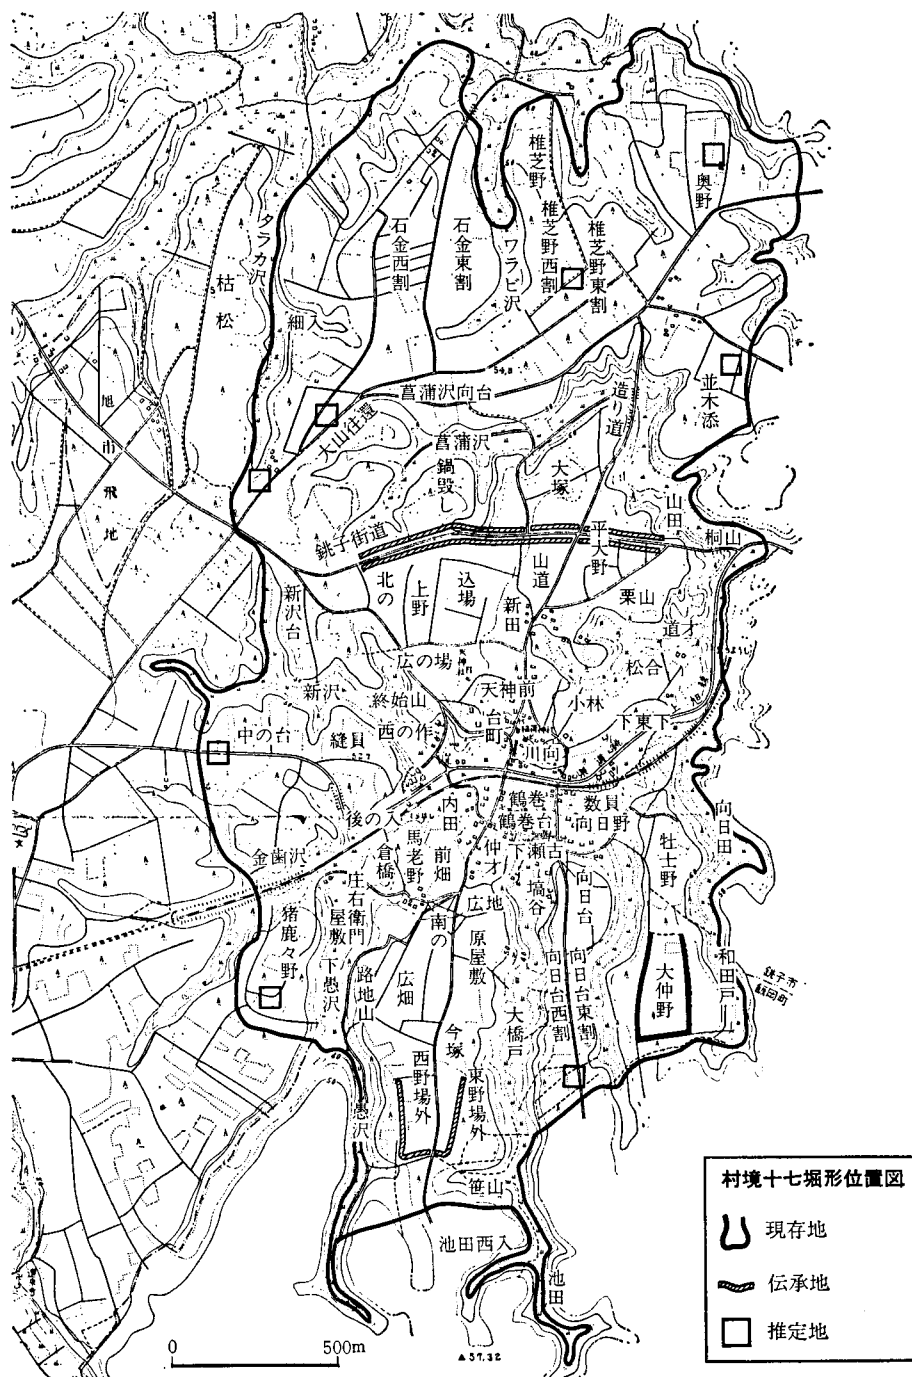 椎芝野
奥野
石金西割
石金東割
ワラビ沢
椎芝野西割
椎芝野東割
タラカ沢
枯松
細入
54.8
菖蒲沢向台
並木添
造り道
大山往還
菖蒲沢
鍋毀し
大塚
旭市飛地
銚子街道
山田
桐山
平大野
北の
上野
込場
山道
新田
栗山
新沢台
道才
松合
広の場
新沢
終始山
天神前
小林
下東下
台町
西の作
中の台
縫貝
川向
鶴巻
鶴巻台
数貝
向日野
向日田
内田
後の入
馬老野
倉橋
前畑
仲才
下瀬古
牡士野
金歯沢
庄右衛門屋敷
塙谷
向日台
広地
南の
猪鹿々野
下愚沢
路地山
広畑
原屋敷
向日台西割
向日台東割
大仲野
和田戸
銚子市
飯岡町
大橋戸
今塚
西野場外
東野場外
愚沢
笹山
池田西入
池田
村境十七堀形位置図
現存地
伝承地
推定地
0 500m
▲57.32